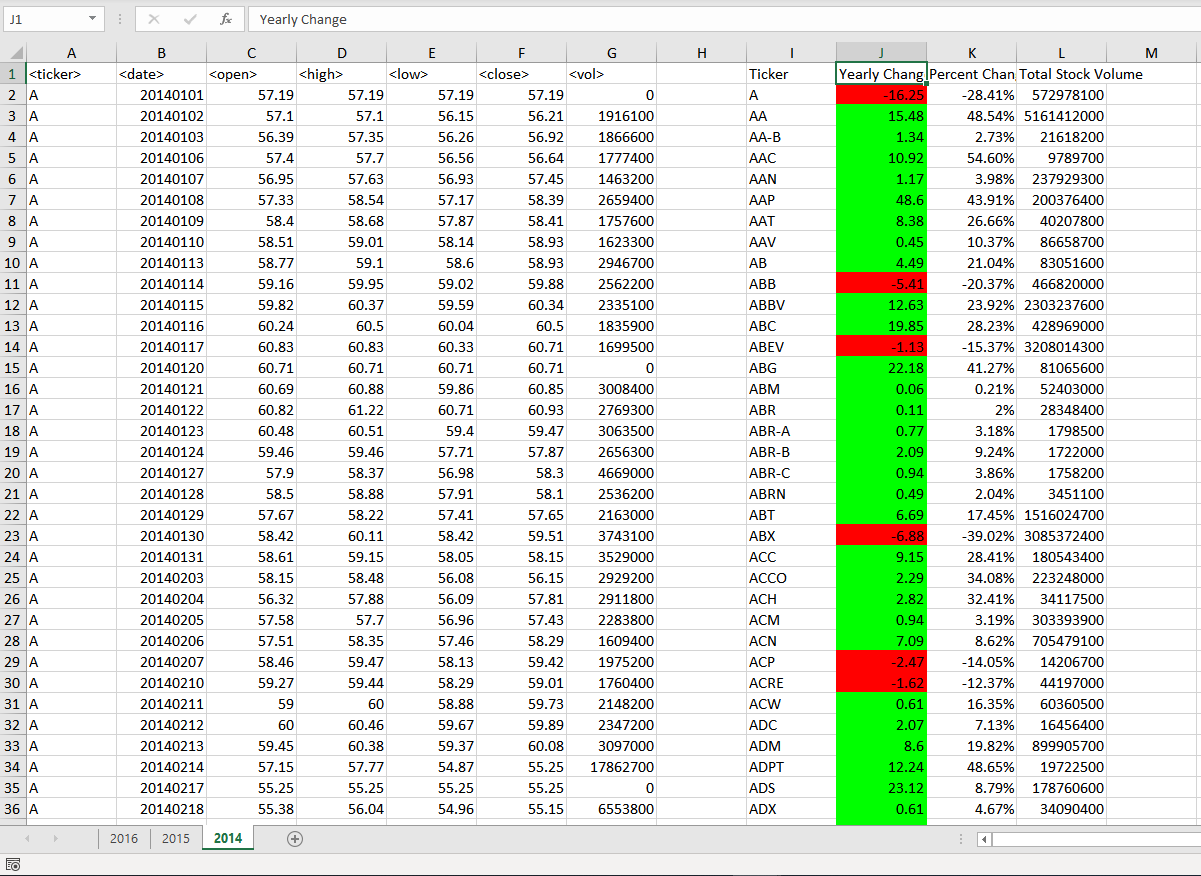 J1 fx Yearly Change
A B C D E F G H I J K L M
1 <ticker> <date> <open> <high> <low> <close> <vol> Ticker Yearly Chang Percent Chan Total Stock Volume
2 A 20140101 57.19 57.19 57.19 57.19 0 A -16.25 -28.41% 572978100
3 A 20140102 57.1 57.1 56.15 56.21 1916100 AA 15.48 48.54% 5161412000
4 A 20140103 56.39 57.35 56.26 56.92 1866600 AA-B 1.34 2.73% 21618200
5 A 20140106 57.4 57.7 56.56 56.64 1777400 AAC 10.92 54.60% 9789700
6 A 20140107 56.95 57.63 56.93 57.45 1463200 AAN 1.17 3.98% 237929300
7 A 20140108 57.33 58.54 57.17 58.39 2659400 AAP 48.6 43.91% 200376400
8 A 20140109 58.4 58.68 57.87 58.41 1757600 AAT 8.38 26.66% 40207800
9 A 20140110 58.51 59.01 58.14 58.93 1623300 AAV 0.45 10.37% 86658700
10 A 20140113 58.77 59.1 58.6 58.93 2946700 AB 4.49 21.04% 83051600
11 A 20140114 59.16 59.95 59.02 59.88 2562200 ABB -5.41 -20.37% 466820000
12 A 20140115 59.82 60.37 59.59 60.34 2335100 ABBV 12.63 23.92% 2303237600
13 A 20140116 60.24 60.5 60.04 60.5 1835900 ABC 19.85 28.23% 428969000
14 A 20140117 60.83 60.83 60.33 60.71 1699500 ABEV -1.13 -15.37% 3208014300
15 A 20140120 60.71 60.71 60.71 60.71 0 ABG 22.18 41.27% 81065600
16 A 20140121 60.69 60.88 59.86 60.85 3008400 ABM 0.06 0.21% 52403000
17 A 20140122 60.82 61.22 60.71 60.93 2769300 ABR 0.11 2% 28348400
18 A 20140123 60.48 60.51 59.4 59.47 3063500 ABR-A 0.77 3.18% 1798500
19 A 20140124 59.46 59.46 57.71 57.87 2656300 ABR-B 2.09 9.24% 1722000
20 A 20140127 57.9 58.37 56.98 58.3 4669000 ABR-C 0.94 3.86% 1758200
21 A 20140128 58.5 58.88 57.91 58.1 2536200 ABRN 0.49 2.04% 3451100
22 A 20140129 57.67 58.22 57.41 57.65 2163000 ABT 6.69 17.45% 1516024700
23 A 20140130 58.42 60.11 58.42 59.51 3743100 ABX -6.88 -39.02% 3085372400
24 A 20140131 58.61 59.15 58.05 58.15 3529000 ACC 9.15 28.41% 180543400
25 A 20140203 58.15 58.48 56.08 56.15 2929200 ACCO 2.29 34.08% 223248000
26 A 20140204 56.32 57.88 56.09 57.81 2911800 ACH 2.82 32.41% 34117500
27 A 20140205 57.58 57.7 56.96 57.43 2283800 ACM 0.94 3.19% 303393900
28 A 20140206 57.51 58.35 57.46 58.29 1609400 ACN 7.09 8.62% 705479100
29 A 20140207 58.46 59.47 58.13 59.42 1975200 ACP -2.47 -14.05% 14206700
30 A 20140210 59.27 59.44 58.29 59.01 1760400 ACRE -1.62 -12.37% 44197000
31 A 20140211 59 60 58.88 59.73 2148200 ACW 0.61 16.35% 60360500
32 A 20140212 60 60.46 59.67 59.89 2347200 ADC 2.07 7.13% 16456400
33 A 20140213 59.45 60.38 59.37 60.08 3097000 ADM 8.6 19.82% 899905700
34 A 20140214 57.15 57.77 54.87 55.25 17862700 ADPT 12.24 48.65% 19722500
35 A 20140217 55.25 55.25 55.25 55.25 0 ADS 23.12 8.79% 178760600
36 A 20140218 55.38 56.04 54.96 55.15 6553800 ADX 0.61 4.67% 34090400
2016 2015 2014